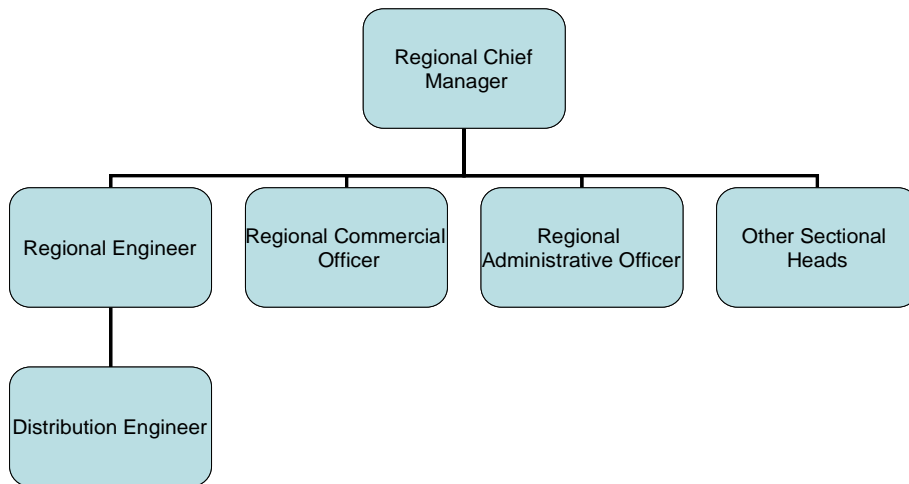 Regional Chief
Manager
Regional Engineer
Regional Commercial
Officer
Regional
Administrative Officer
Other Sectional
Heads
Distribution Engineer